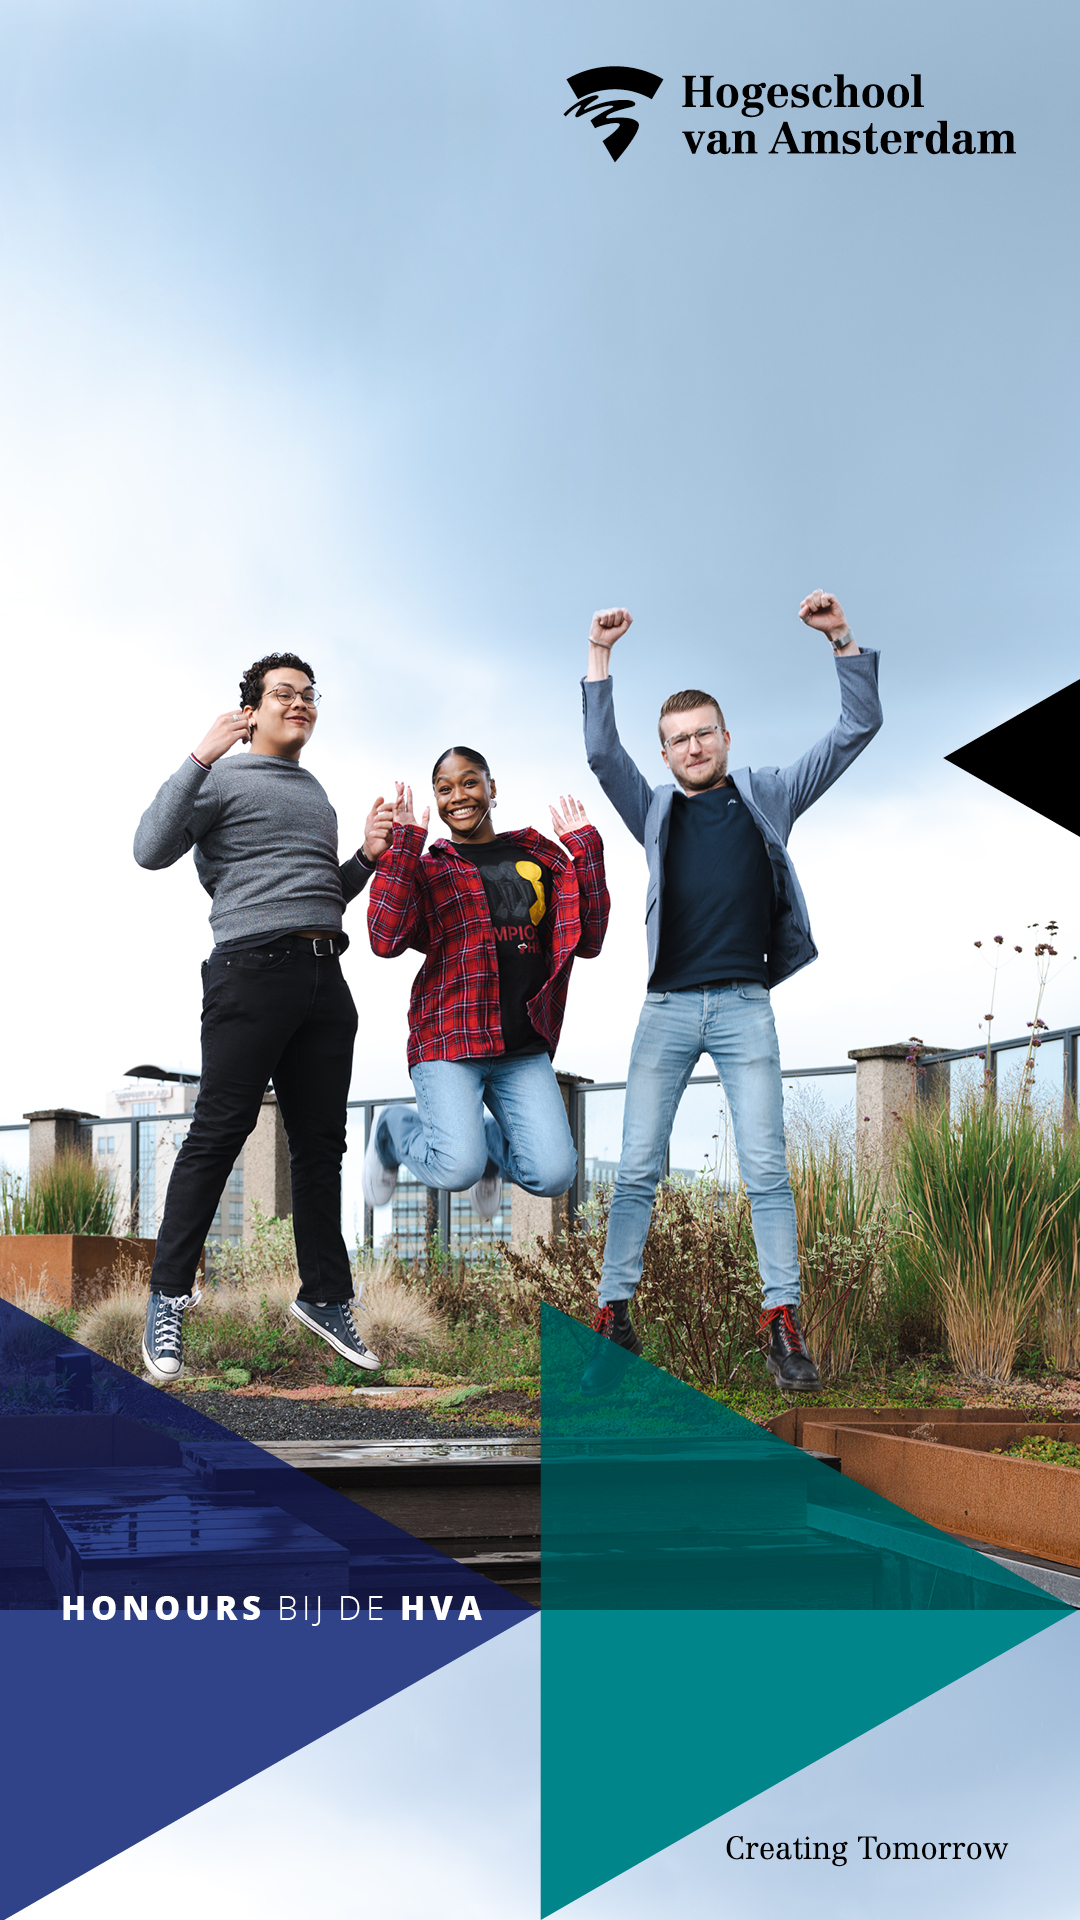 Hogeschool
van Amsterdam
HONOURS BIJ DE HVA
Creating Tomorrow